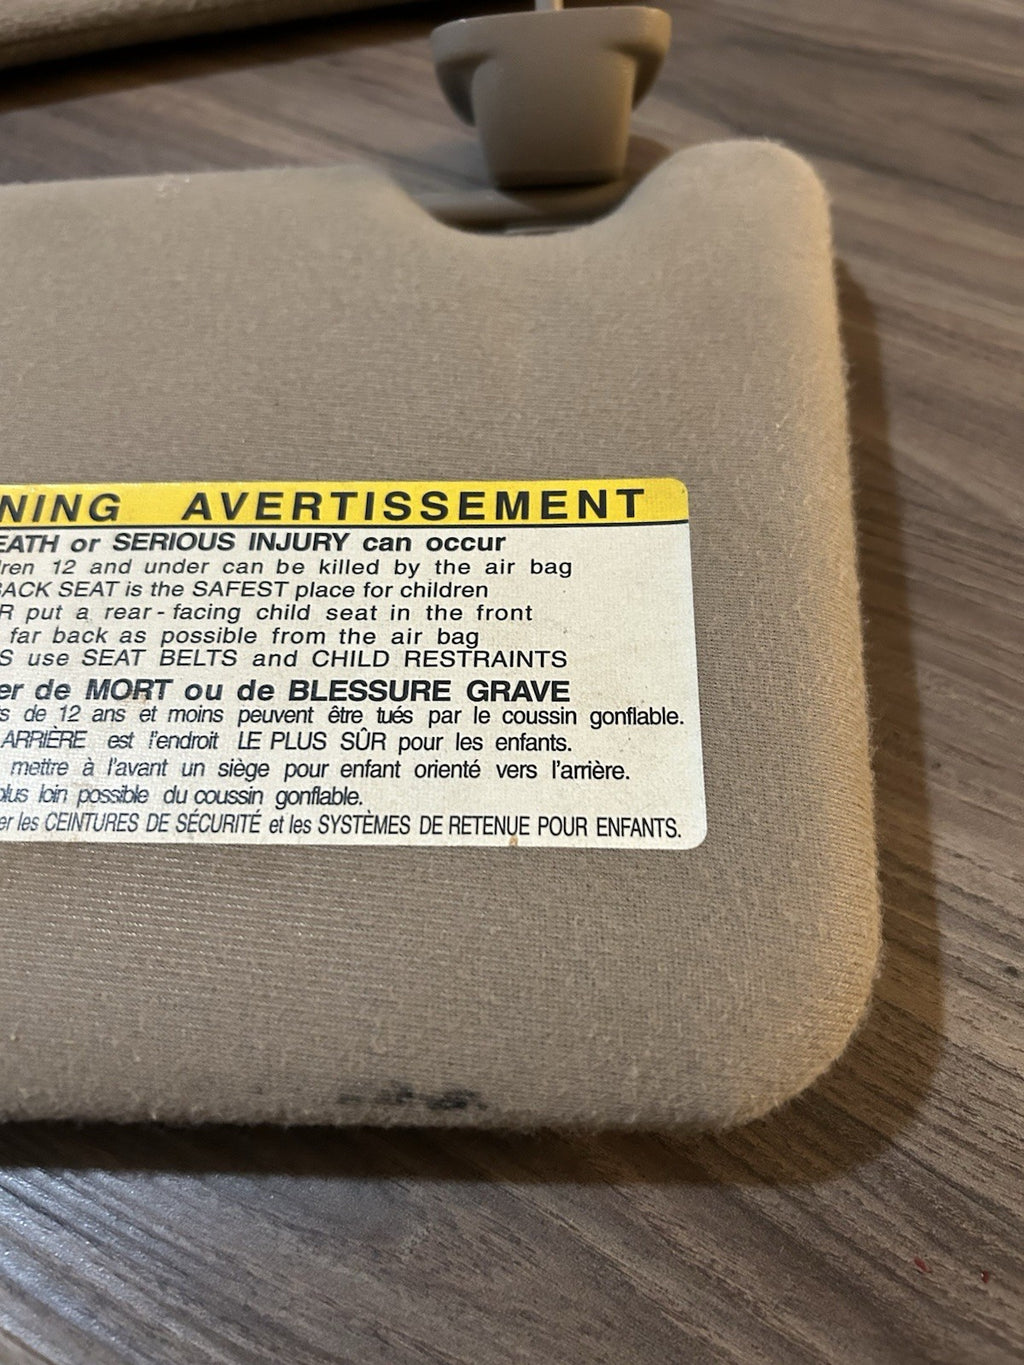 NING AVERTISSEMENT
EATH or SERIOUS INJURY can occur
ren 12 and under can be killed by the air bag
BACK SEAT is the SAFEST place for children
R put a rear-facing child seat in the front
far back as possible from the air bag
S use SEAT BELTS and CHILD RESTRAINTS
er de MORT ou de BLESSURE GRAVE
s de 12 ans et moins peuvent être tués par le coussin gonflable.
ARRIÈRE est l'endroit LE PLUS SÛR pour les enfants.
mettre à l'avant un siège pour enfant orienté vers l'arrière.
plus loin possible du coussin gonflable.
er les CEINTURES DE SÉCURITÉ et les SYSTÈMES DE RETENUE POUR ENFANTS.